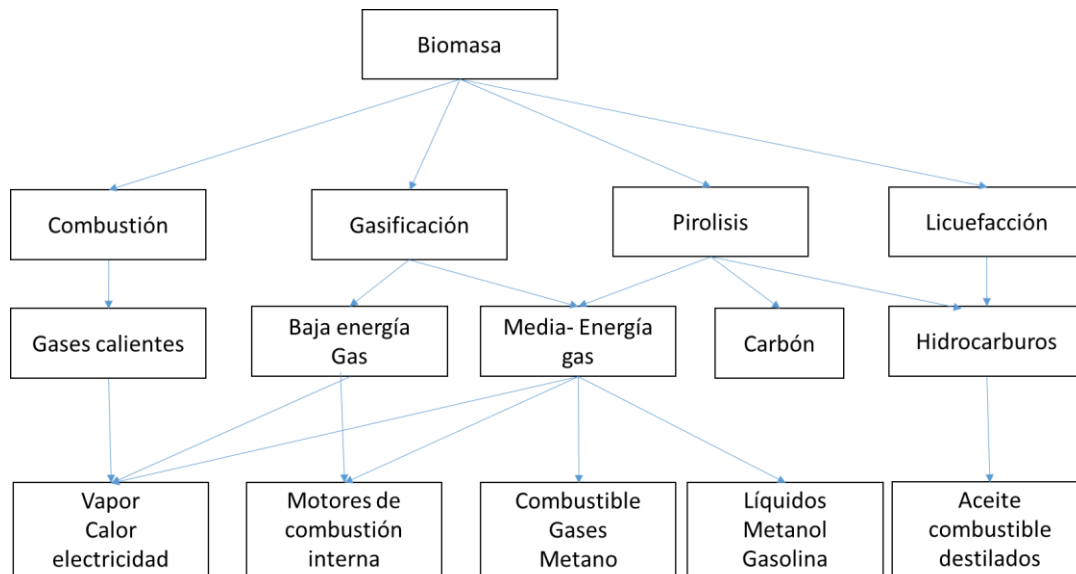 Biomasa
Combustión
Gasificación
Pirolisis
Licuefacción
Gases calientes
Baja energía
Gas
Media- Energía
gas
Carbón
Hidrocarburos
Vapor
Calor
electricidad
Motores de
combustión
interna
Combustible
Gases
Metano
Líquidos
Metanol
Gasolina
Aceite
combustible
destilados